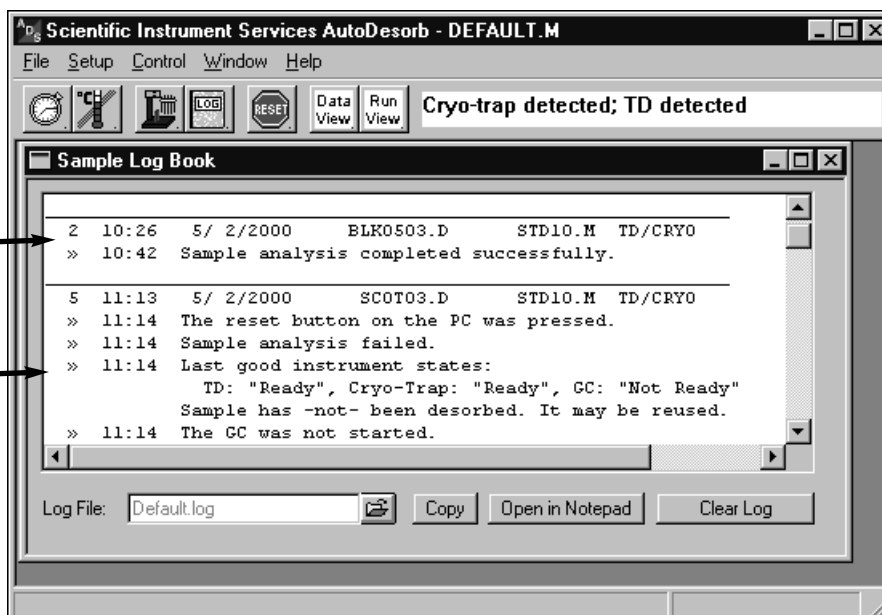 ADS Scientific Instrument Services AutoDesorb - DEFAULT.M
File Setup Control Window Help
°C LOG RESET Data View Run View Cryo-trap detected; TD detected
Sample Log Book
2 10:26 5/ 2/2000 BLK0503.D STD10.M TD/CRYO
» 10:42 Sample analysis completed successfully.
5 11:13 5/ 2/2000 SCOT03.D STD10.M TD/CRYO
» 11:14 The reset button on the PC was pressed.
» 11:14 Sample analysis failed.
» 11:14 Last good instrument states:
TD: "Ready", Cryo-Trap: "Ready", GC: "Not Ready"
Sample has -not- been desorbed. It may be reused.
» 11:14 The GC was not started.
Log File: Default.log Copy Open in Notepad Clear Log